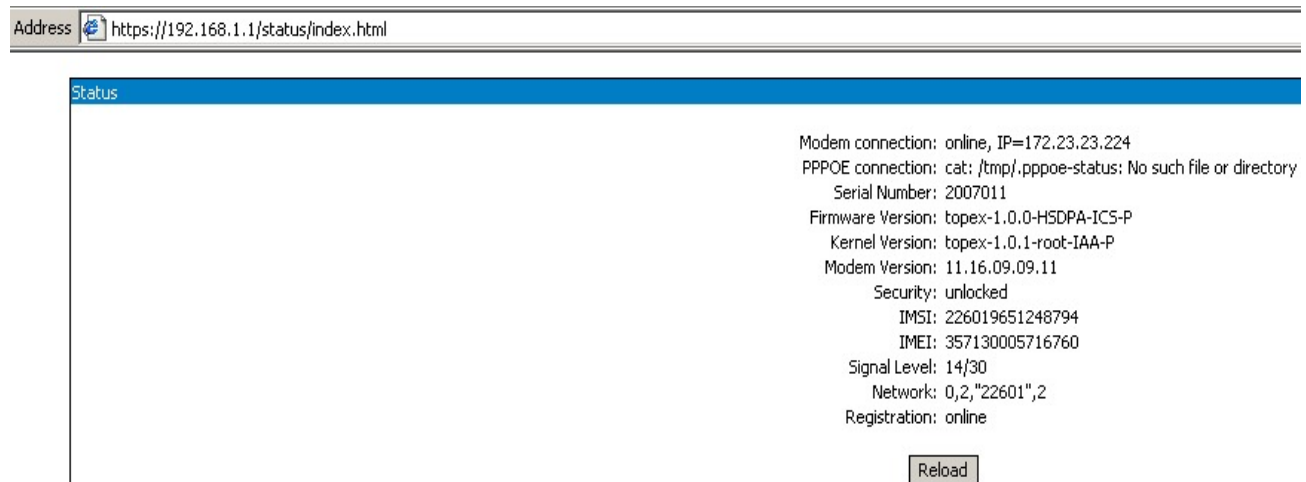 Address https://192.168.1.1/status/index.html
Status
Modem connection: online, IP=172.23.23.224
PPPOE connection: cat: /tmp/.pppoe-status: No such file or directory
Serial Number: 2007011
Firmware Version: topex-1.0.0-HSDPA-ICS-P
Kernel Version: topex-1.0.1-root-IAA-P
Modem Version: 11.16.09.09.11
Security: unlocked
IMSI: 226019651248794
IMEI: 357130005716760
Signal Level: 14/30
Network: 0,2,"22601",2
Registration: online
Reload